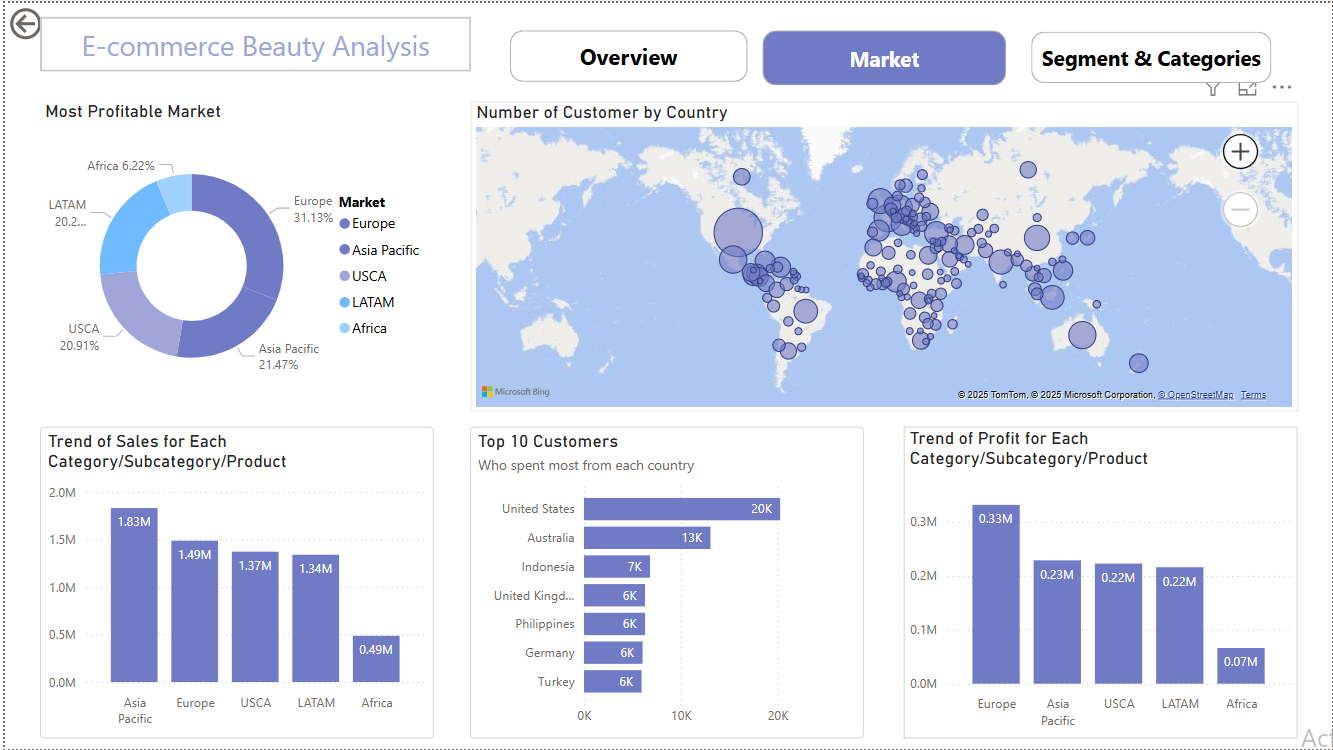 E-commerce Beauty Analysis
Overview
Market
Segment & Categories
Most Profitable Market
Africa 6.22%
LATAM
20.2...
Europe
31.13%
USCA
20.91%
Asia Pacific
21.47%
Market
Europe
Asia Pacific
USCA
LATAM
Africa
Number of Customer by Country
Microsoft Bing
© 2025 TomTom, © 2025 Microsoft Corporation, © OpenStreetMap Terms
Trend of Sales for Each
Category/Subcategory/Product
2.0M
1.5M
1.0M
0.5M
0.0M
1.83M
1.49M
1.37M
1.34M
0.49M
Asia
Pacific
Europe
USCA
LATAM
Africa
Top 10 Customers
Who spent most from each country
United States
20K
Australia
13K
Indonesia
7K
United Kingd...
6K
Philippines
6K
Germany
6K
Turkey
6K
0K
10K
20K
Trend of Profit for Each
Category/Subcategory/Product
0.3M
0.2M
0.1M
0.0M
0.33M
0.23M
0.22M
0.22M
0.07M
Europe
Asia
Pacific
USCA
LATAM
Africa
Act